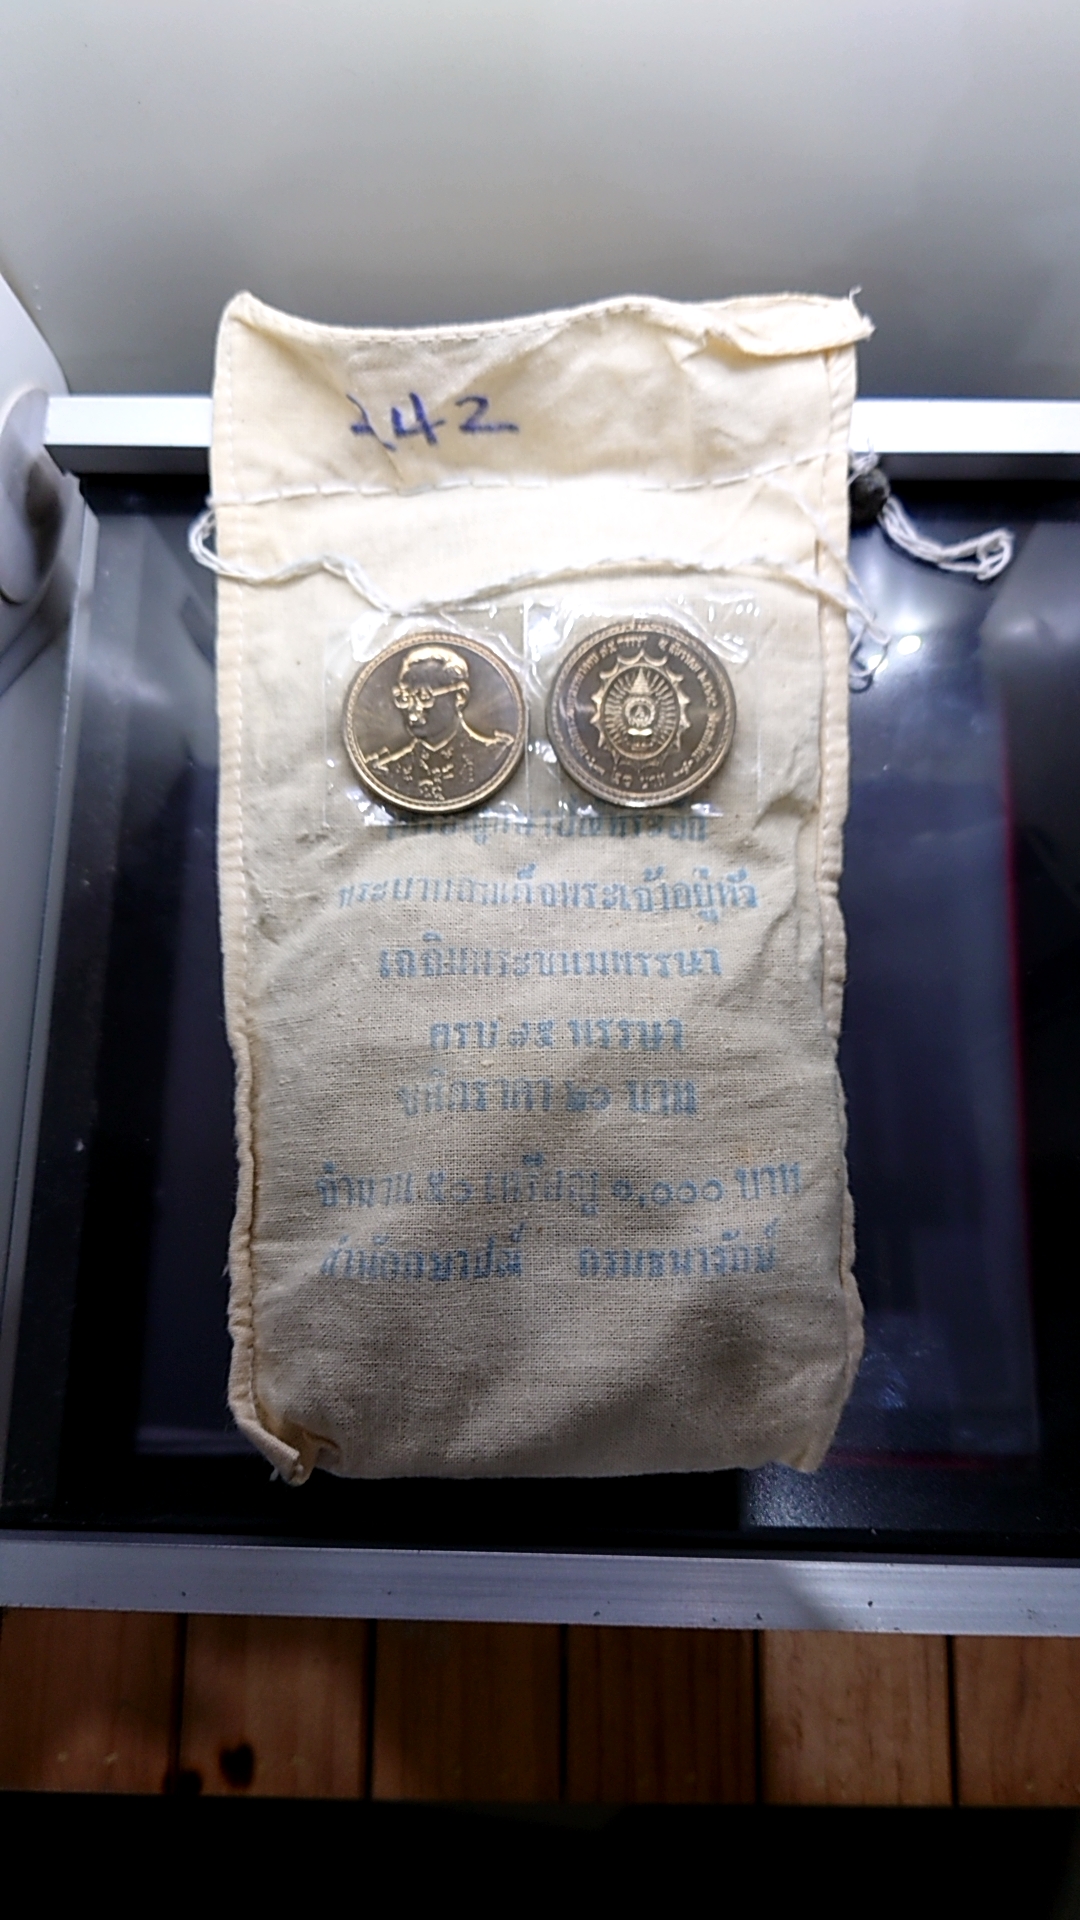 242
พระบาทสมเด็จพระเจ้าอยู่หัว
เฉลิมพระชนมพรรษา
ครบ ๗๕ พรรษา
ชนิดราคา ๒๐ บาท
จำนวน ๕๐ เหรียญ ๑,๐๐๐ บาท
สำนักกษาปณ์ กรมธนารักษ์